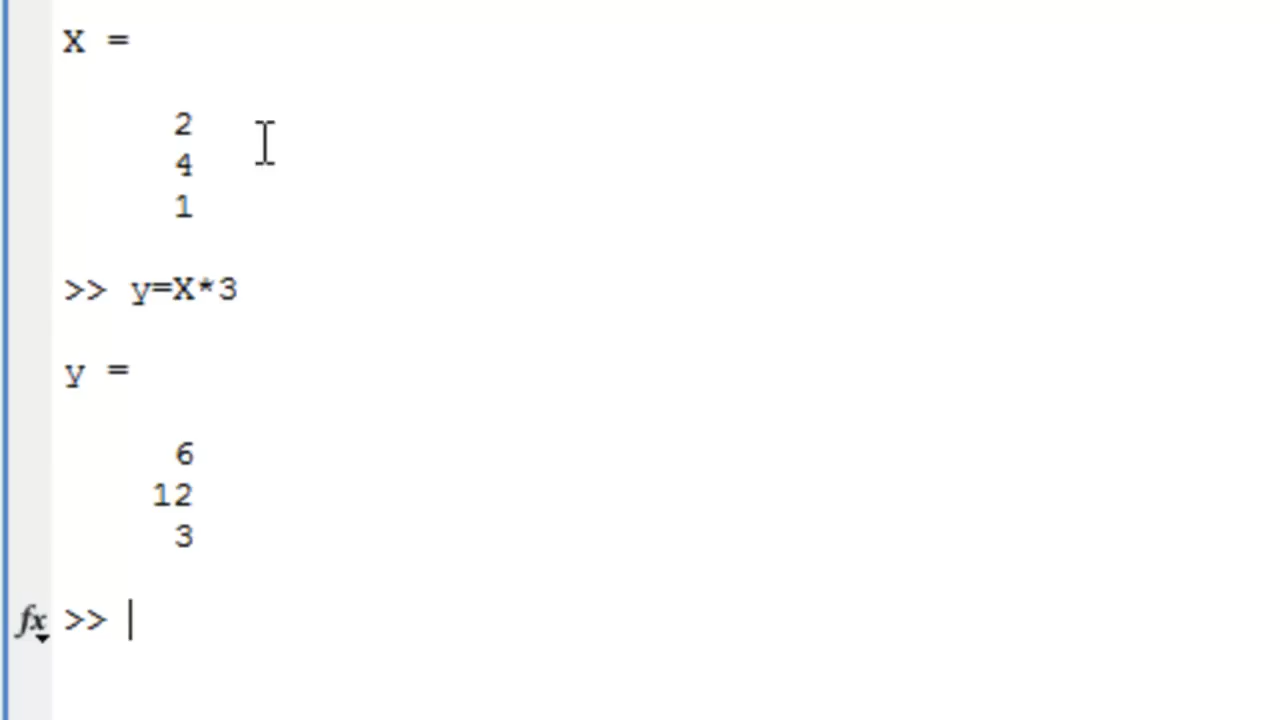 X =
2
4
1
>> y=X*3
y =
6
12
3
fx >>